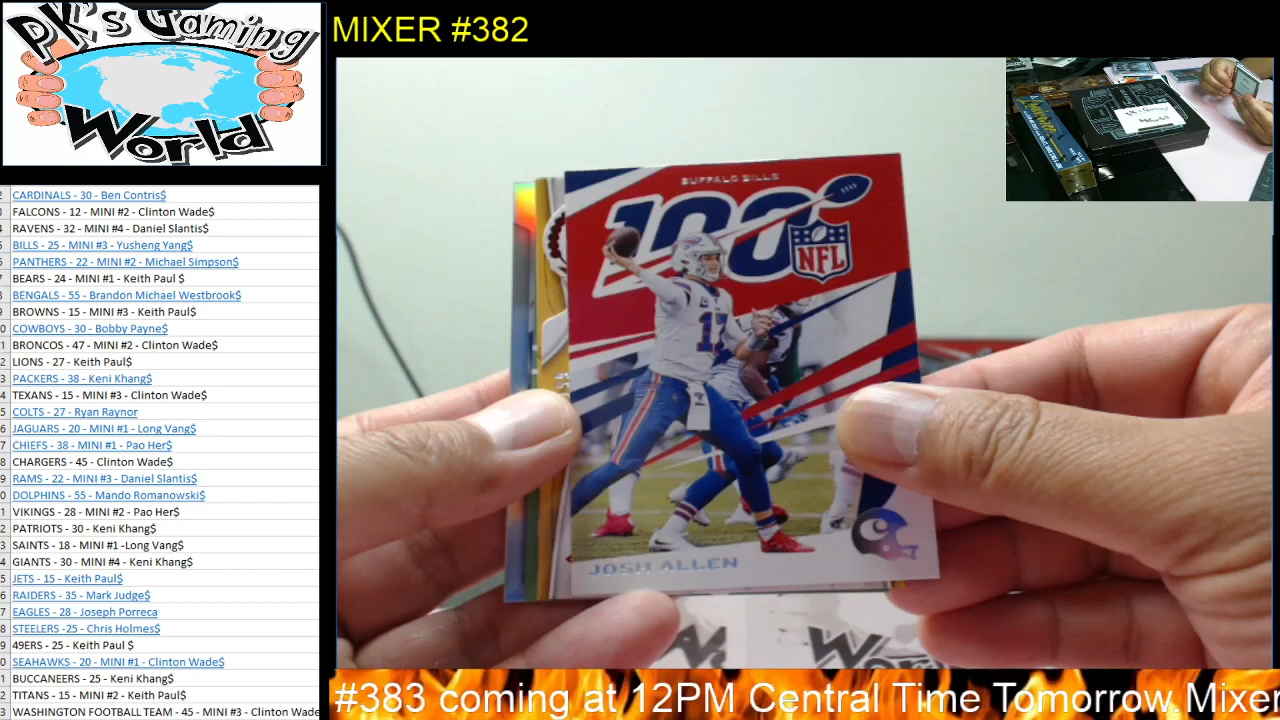 PK's Gaming
World
MIXER #382
CARDINALS - 30 - Ben Contris$
FALCONS - 12 - MINI #2 - Clinton Wade$
RAVENS - 32 - MINI #4 - Daniel Slantis$
BILLS - 25 - MINI #3 - Yusheng Yang$
PANTHERS - 22 - MINI #2 - Michael Simpson$
BEARS - 24 - MINI #1 - Keith Paul $
BENGALS - 55 - Brandon Michael Westbrook$
BROWNS - 15 - MINI #3 - Keith Paul$
COWBOYS - 30 - Bobby Payne$
BRONCOS - 47 - MINI #2 - Clinton Wade$
LIONS - 27 - Keith Paul$
PACKERS - 38 - Keni Khang$
TEXANS - 15 - MINI #3 - Clinton Wade$
COLTS - 27 - Ryan Raynor
JAGUARS - 20 - MINI #1 - Long Vang$
CHIEFS - 38 - MINI #1 - Pao Her$
CHARGERS - 45 - Clinton Wade$
RAMS - 22 - MINI #3 - Daniel Slantis$
DOLPHINS - 55 - Mando Romanowski$
VIKINGS - 28 - MINI #2 - Pao Her$
PATRIOTS - 30 - Keni Khang$
SAINTS - 18 - MINI #1 -Long Vang$
GIANTS - 30 - MINI #4 - Keni Khang$
JETS - 15 - Keith Paul$
RAIDERS - 35 - Mark Judge$
EAGLES - 28 - Joseph Porreca
STEELERS -25 - Chris Holmes$
49ERS - 25 - Keith Paul $
SEAHAWKS - 20 - MINI #1 - Clinton Wade$
BUCCANEERS - 25 - Keni Khang$
TITANS - 15 - MINI #2 - Keith Paul$
WASHINGTON FOOTBALL TEAM - 45 - MINI #3 - Clinton Wade
BUFFALO BILLS
100
NFL
17
JOSH ALLEN
World
#383 coming at 12PM Central Time Tomorrow. Mixer